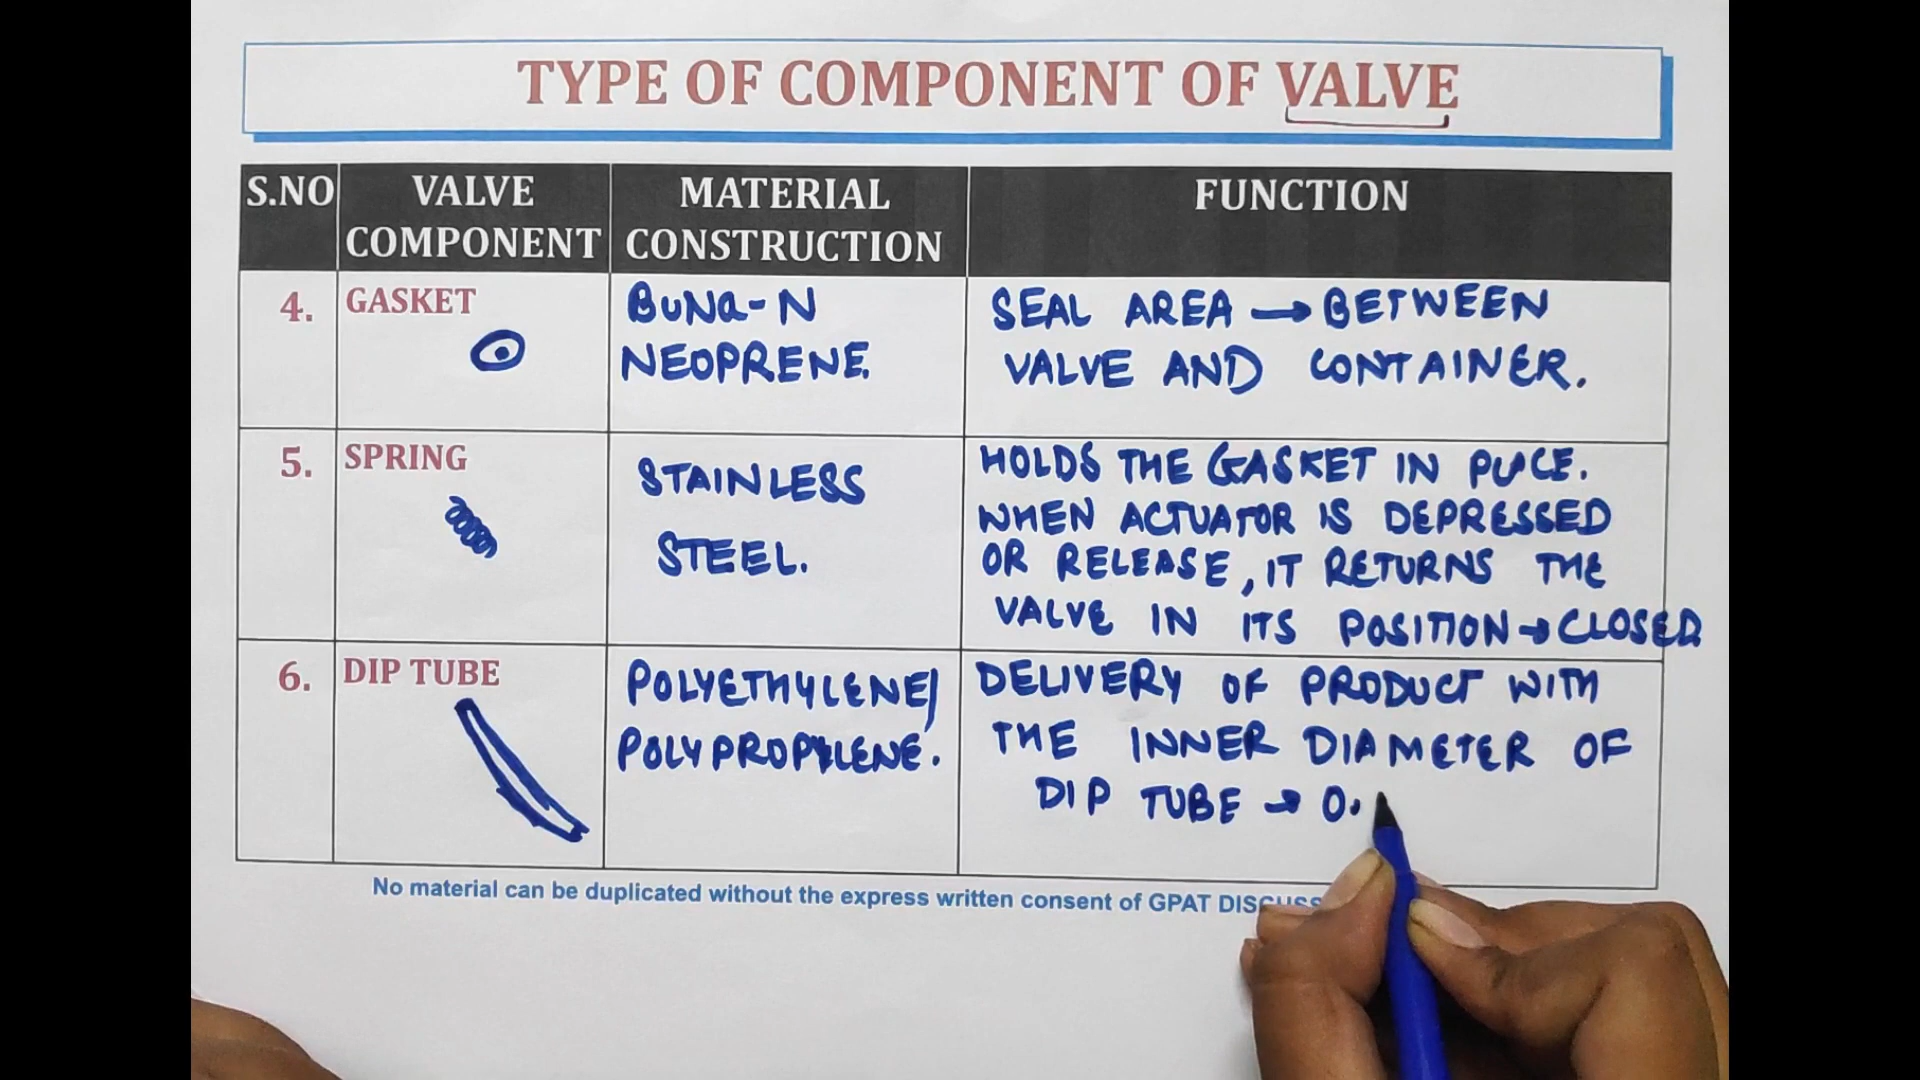 TYPE OF COMPONENT OF VALVE
S.NO
VALVE
COMPONENT
MATERIAL
CONSTRUCTION
FUNCTION
4.
GASKET
BUNA-N
NEOPRENE.
SEAL AREA → BETWEEN
VALVE AND CONTAINER.
5.
SPRING
STAINLESS
STEEL.
HOLDS THE GASKET IN PLACE.
WHEN ACTUATOR IS DEPRESSED
OR RELEASE, IT RETURNS THE
VALVE IN ITS POSITION → CLOSED
6.
DIP TUBE
POLYETHYLENE/
POLYPROPYLENE.
DELIVERY OF PRODUCT WITH
THE INNER DIAMETER OF
DIP TUBE → 0.
No material can be duplicated without the express written consent of GPAT